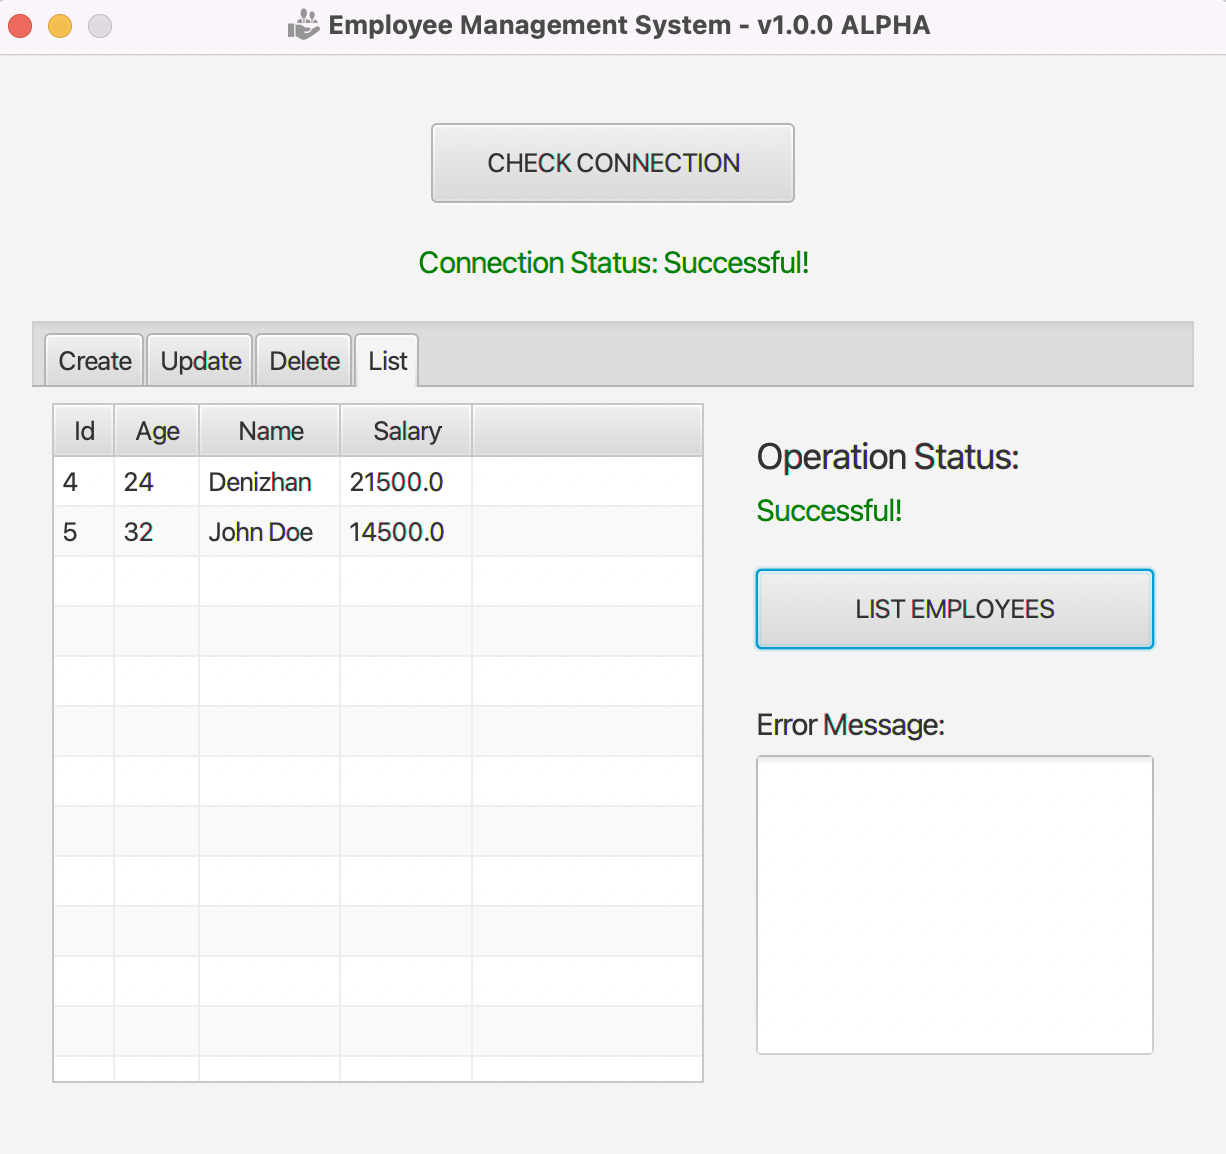 Employee Management System - v1.0.0 ALPHA
CHECK CONNECTION
Connection Status: Successful!
Create Update Delete List
Id Age Name Salary
4 24 Denizhan 21500.0
5 32 John Doe 14500.0
Operation Status:
Successful!
LIST EMPLOYEES
Error Message: